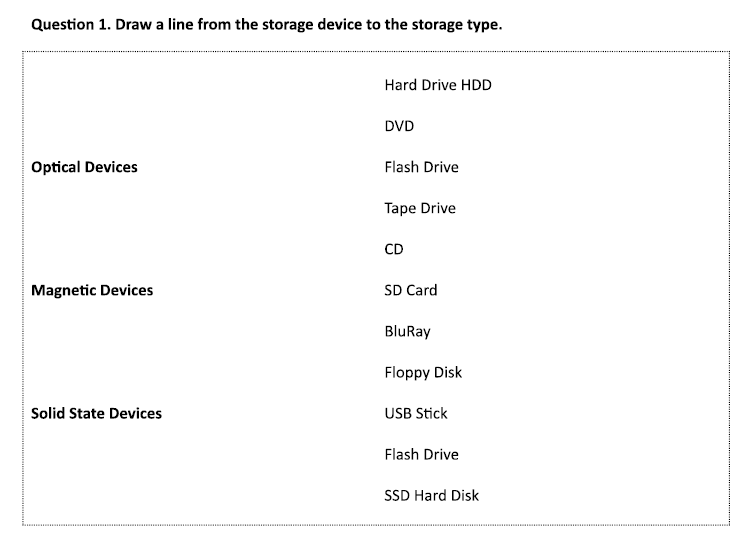 Question 1. Draw a line from the storage device to the storage type.
Hard Drive HDD
DVD
Optical Devices
Flash Drive
Tape Drive
CD
Magnetic Devices
SD Card
BluRay
Floppy Disk
Solid State Devices
USB Stick
Flash Drive
SSD Hard Disk